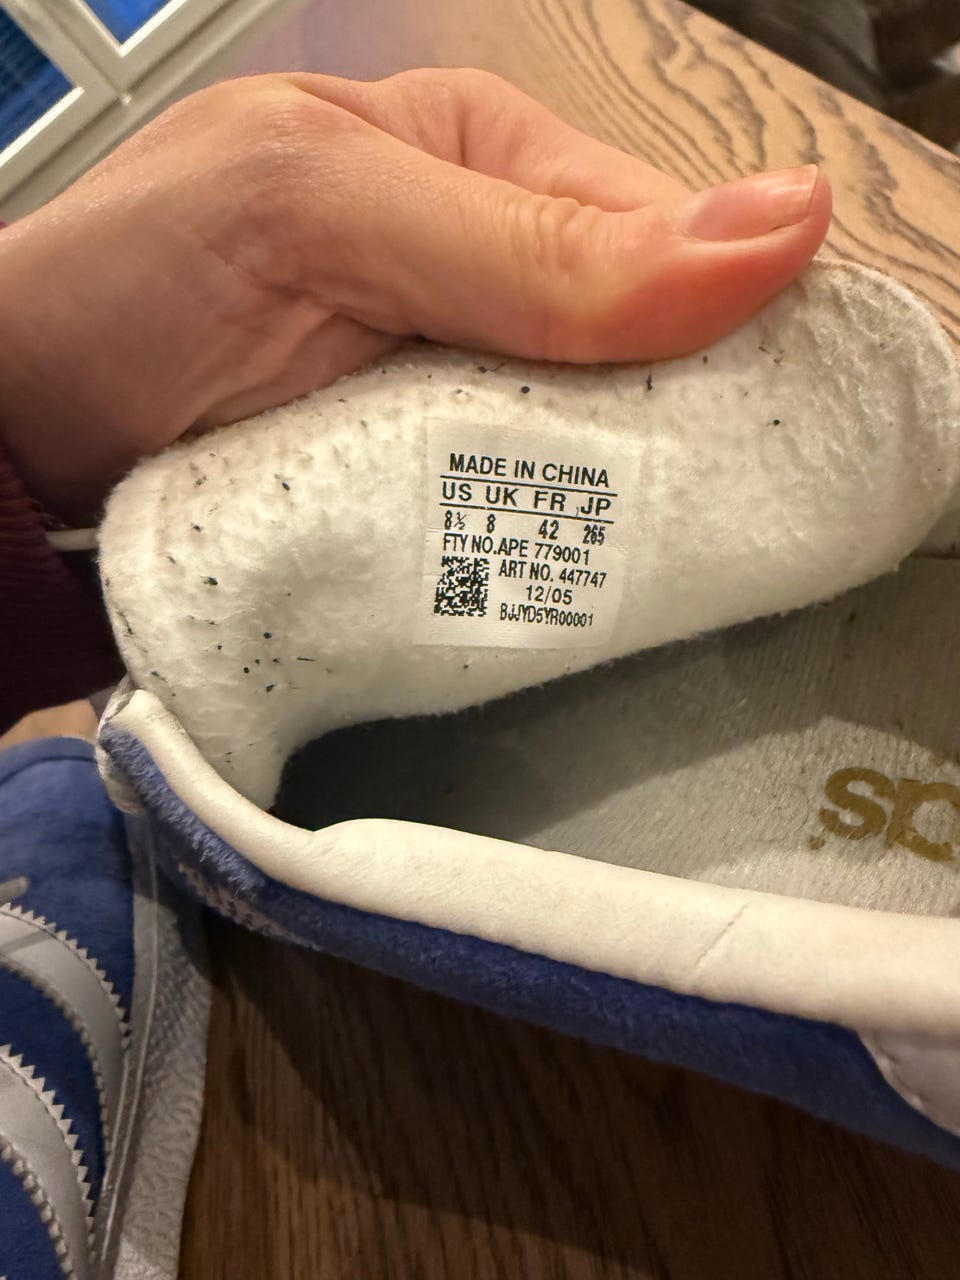 MADE IN CHINA
US UK FR JP
8½ 8 42 265
FTY NO.APE 779001
ART NO. 447747
12/05
BJJYD5YR00001